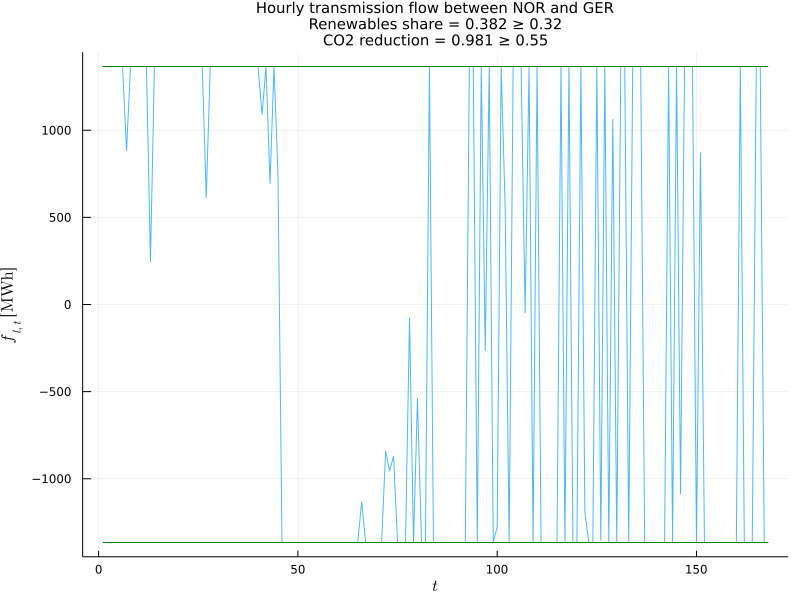 Hourly transmission flow between NOR and GER
Renewables share = 0.382 ≥ 0.32
CO2 reduction = 0.981 ≥ 0.55
1000
500
0
−500
−1000
f_{l,t} [MWh]
0
50
100
150
t